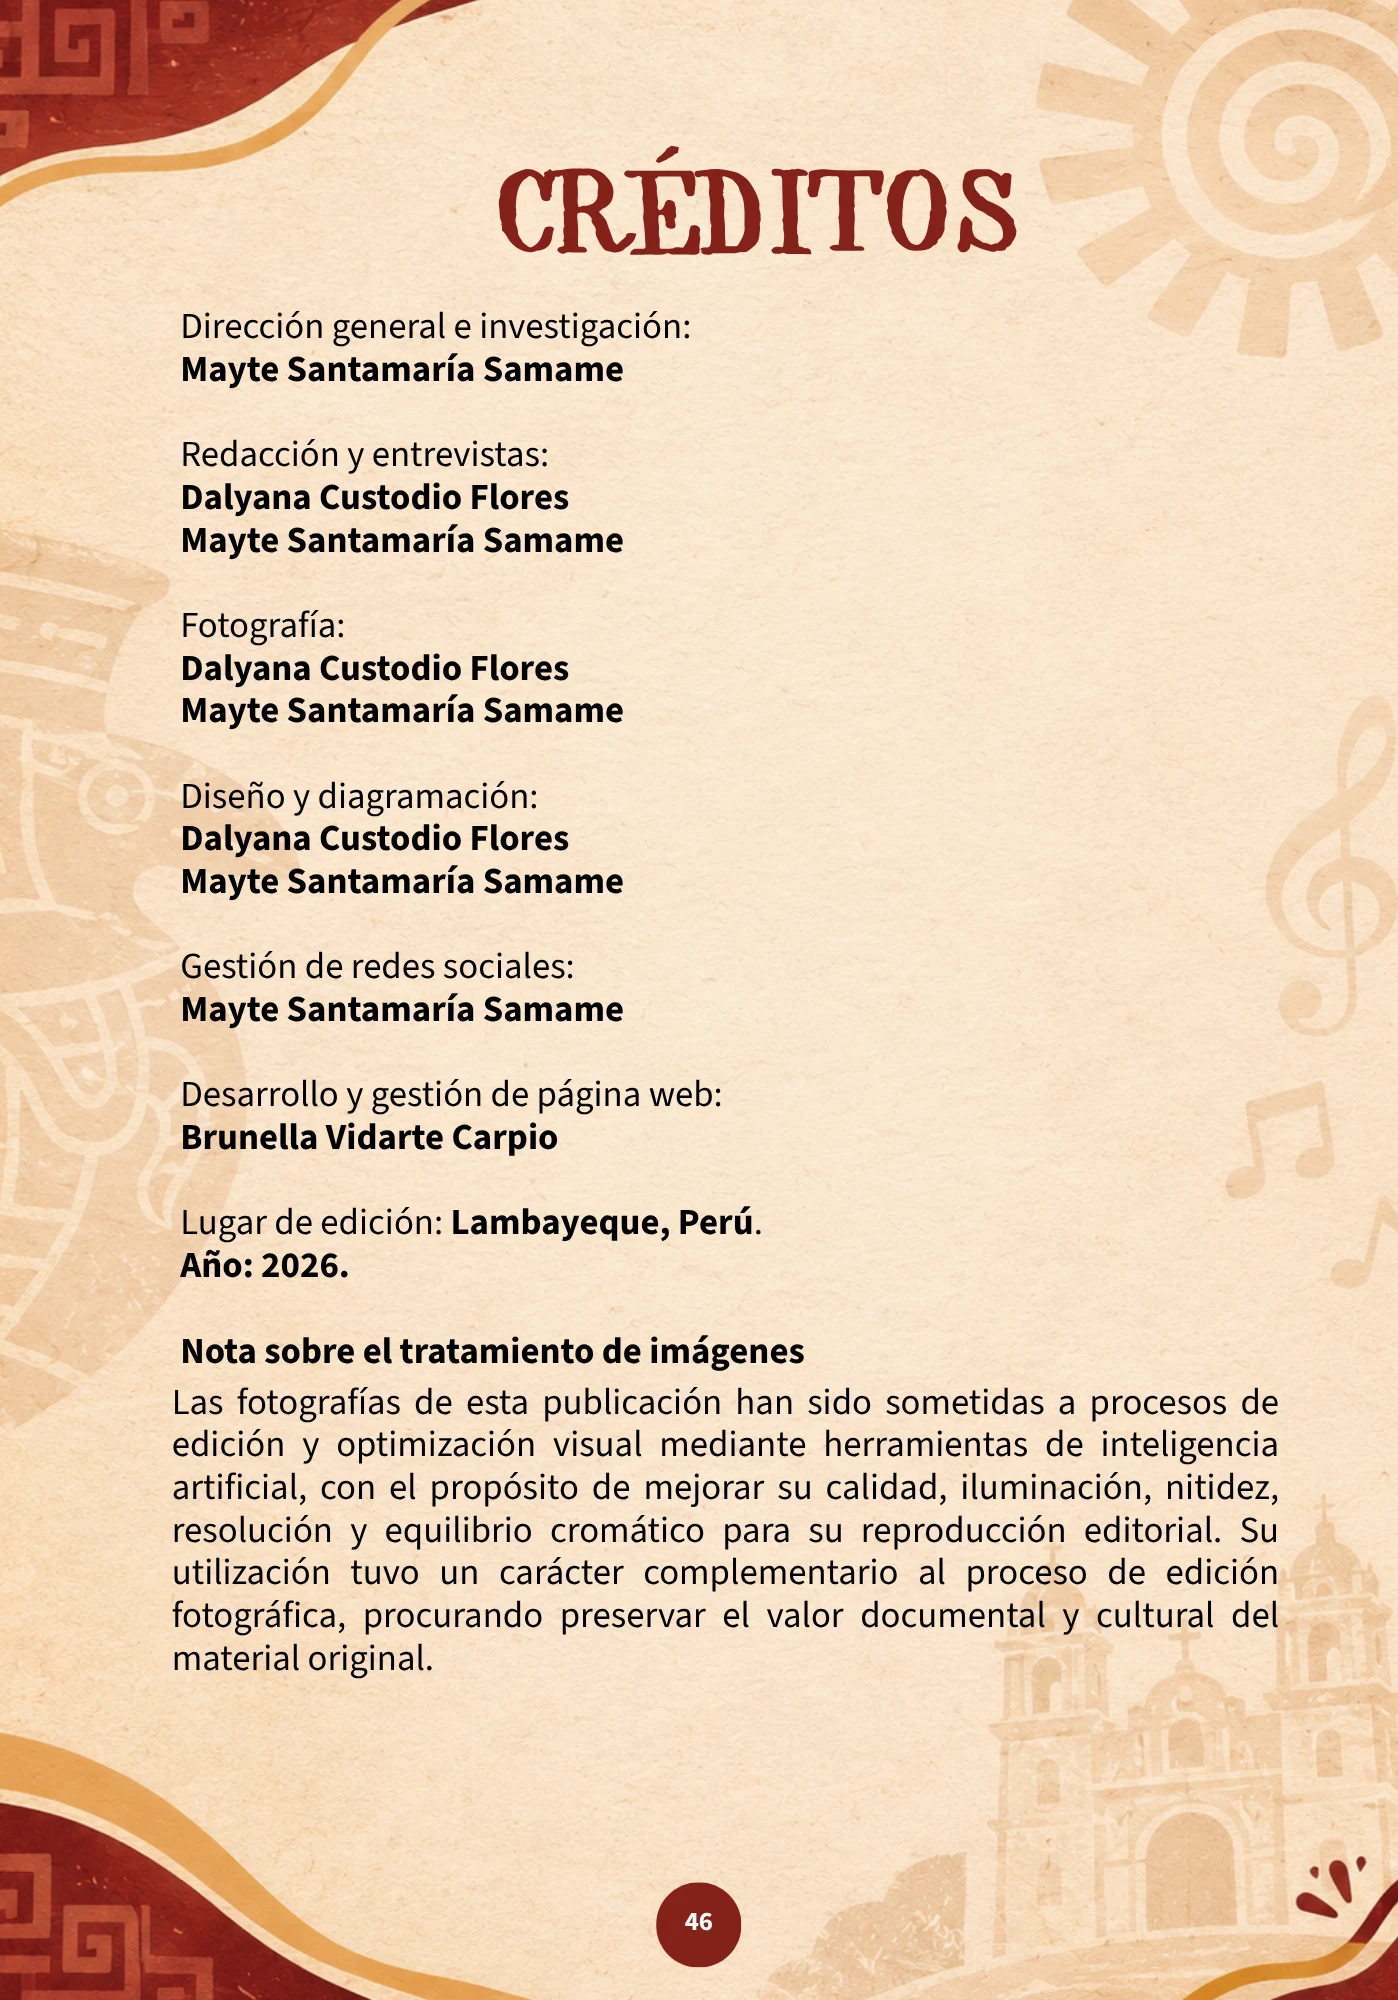 CRÉDITOS
Dirección general e investigación:
Mayte Santamaría Samame
Redacción y entrevistas:
Dalyana Custodio Flores
Mayte Santamaría Samame
Fotografía:
Dalyana Custodio Flores
Mayte Santamaría Samame
Diseño y diagramación:
Dalyana Custodio Flores
Mayte Santamaría Samame
Gestión de redes sociales:
Mayte Santamaría Samame
Desarrollo y gestión de página web:
Brunella Vidarte Carpio
Lugar de edición: Lambayeque, Perú.
Año: 2026.
Nota sobre el tratamiento de imágenes
Las fotografías de esta publicación han sido sometidas a procesos de
edición y optimización visual mediante herramientas de inteligencia
artificial, con el propósito de mejorar su calidad, iluminación, nitidez,
resolución y equilibrio cromático para su reproducción editorial. Su
utilización tuvo un carácter complementario al proceso de edición
fotográfica, procurando preservar el valor documental y cultural del
material original.
46